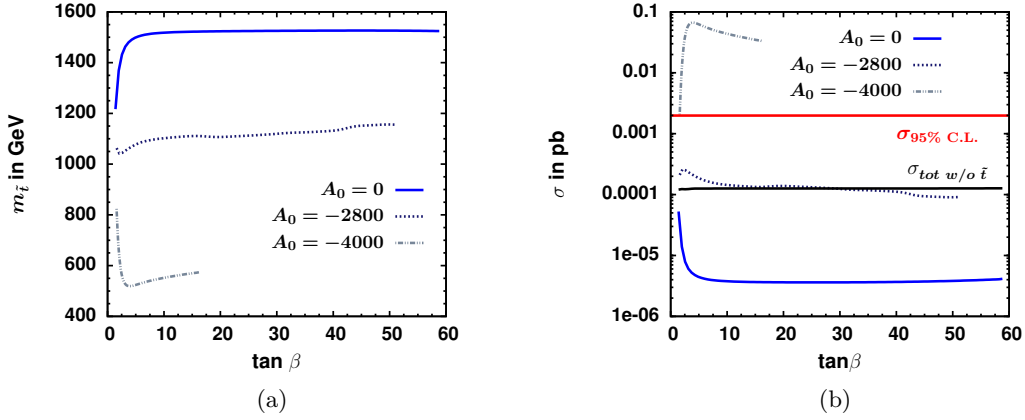 1600
1400
1200
1000
800
600
400
0 10 20 30 40 50 60
m_t̃ in GeV
tan β
A₀ = 0
A₀ = −2800
A₀ = −4000
(a)
0.1
0.01
0.001
0.0001
1e-05
1e-06
0 10 20 30 40 50 60
σ in pb
tanβ
A₀ = 0
A₀ = −2800
A₀ = −4000
σ95% C.L.
σtot w/o t̃
(b)